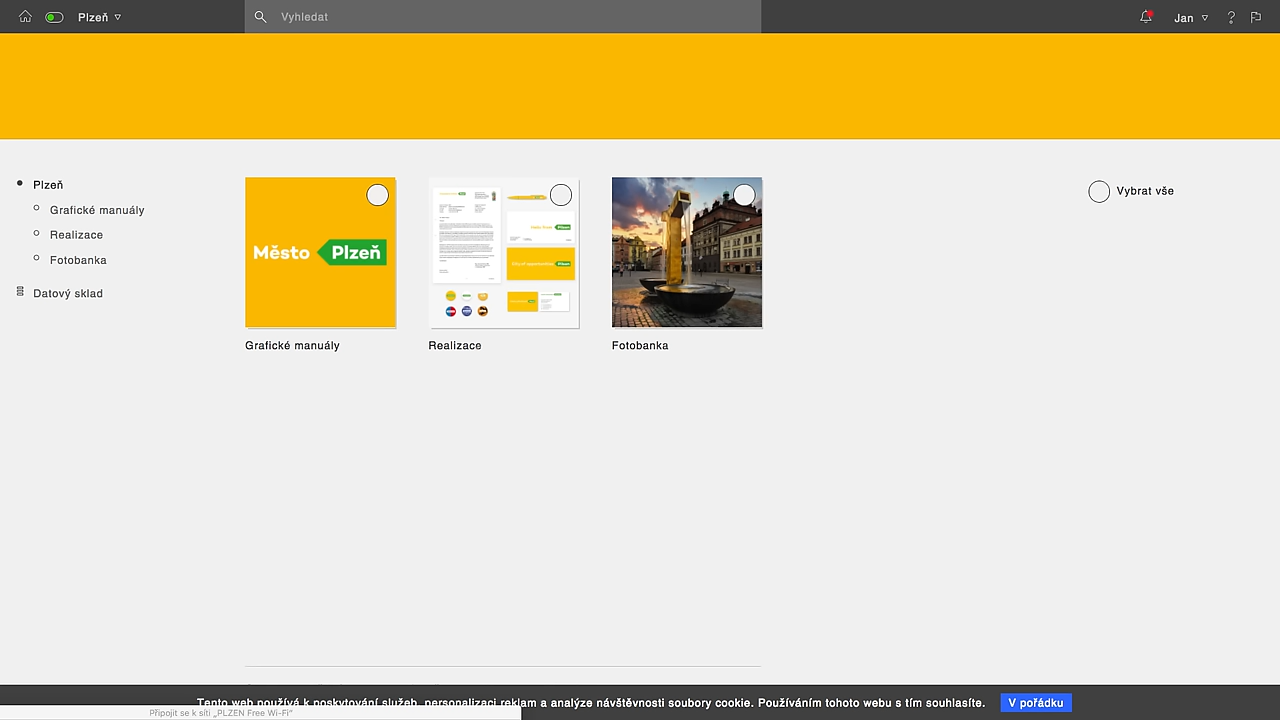 Plzeň
Vyhledat
Jan
Plzeň
Grafické manuály
Realizace
Fotobanka
Datový sklad
Město Plzeň
Vybrat vše
Grafické manuály
Realizace
Fotobanka
Tento web používá k poskytování služeb, personalizaci reklam a analýze návštěvnosti soubory cookie. Používáním tohoto webu s tím souhlasíte.
V pořádku
Připojit se k síti „PLZEN Free Wi-Fi“